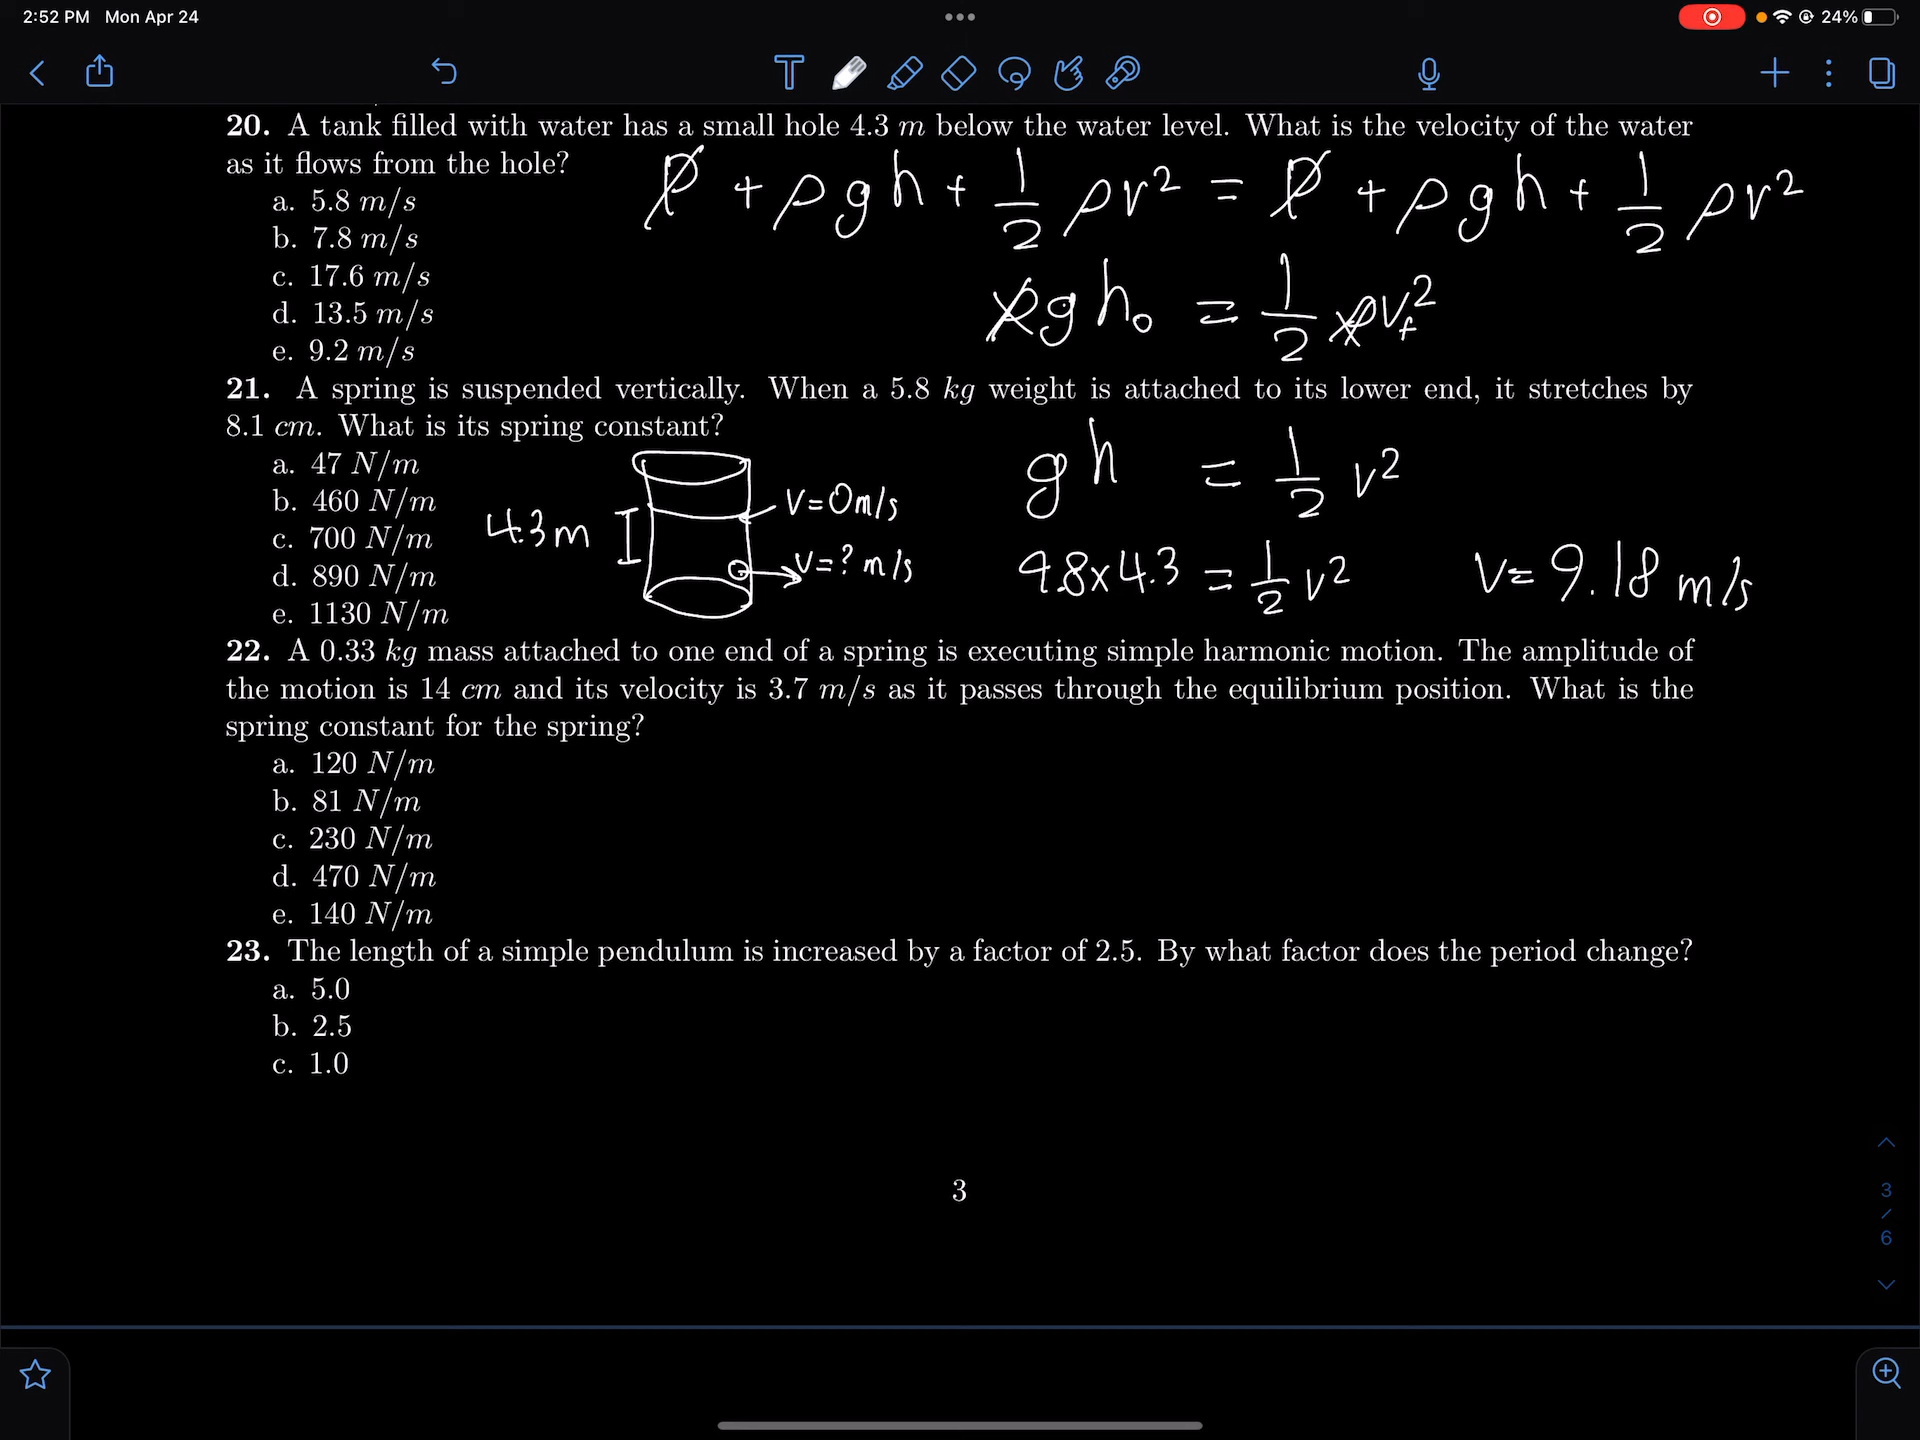 2:52 PM Mon Apr 24
24%
20. A tank filled with water has a small hole 4.3 m below the water level. What is the velocity of the water
as it flows from the hole?
P + ρgh + 1/2 ρv² = P + ρgh + 1/2 ρv²
a. 5.8 m/s
b. 7.8 m/s
c. 17.6 m/s
d. 13.5 m/s
e. 9.2 m/s
ρgh₀ = 1/2 ρv_f²
21. A spring is suspended vertically. When a 5.8 kg weight is attached to its lower end, it stretches by
8.1 cm. What is its spring constant?
a. 47 N/m
b. 460 N/m
c. 700 N/m
d. 890 N/m
e. 1130 N/m
gh = 1/2 v²
4.3m
V=0m/s
V=? m/s
9.8x4.3 = 1/2 v²
V= 9.18 m/s
22. A 0.33 kg mass attached to one end of a spring is executing simple harmonic motion. The amplitude of
the motion is 14 cm and its velocity is 3.7 m/s as it passes through the equilibrium position. What is the
spring constant for the spring?
a. 120 N/m
b. 81 N/m
c. 230 N/m
d. 470 N/m
e. 140 N/m
23. The length of a simple pendulum is increased by a factor of 2.5. By what factor does the period change?
a. 5.0
b. 2.5
c. 1.0
3
3
/
6